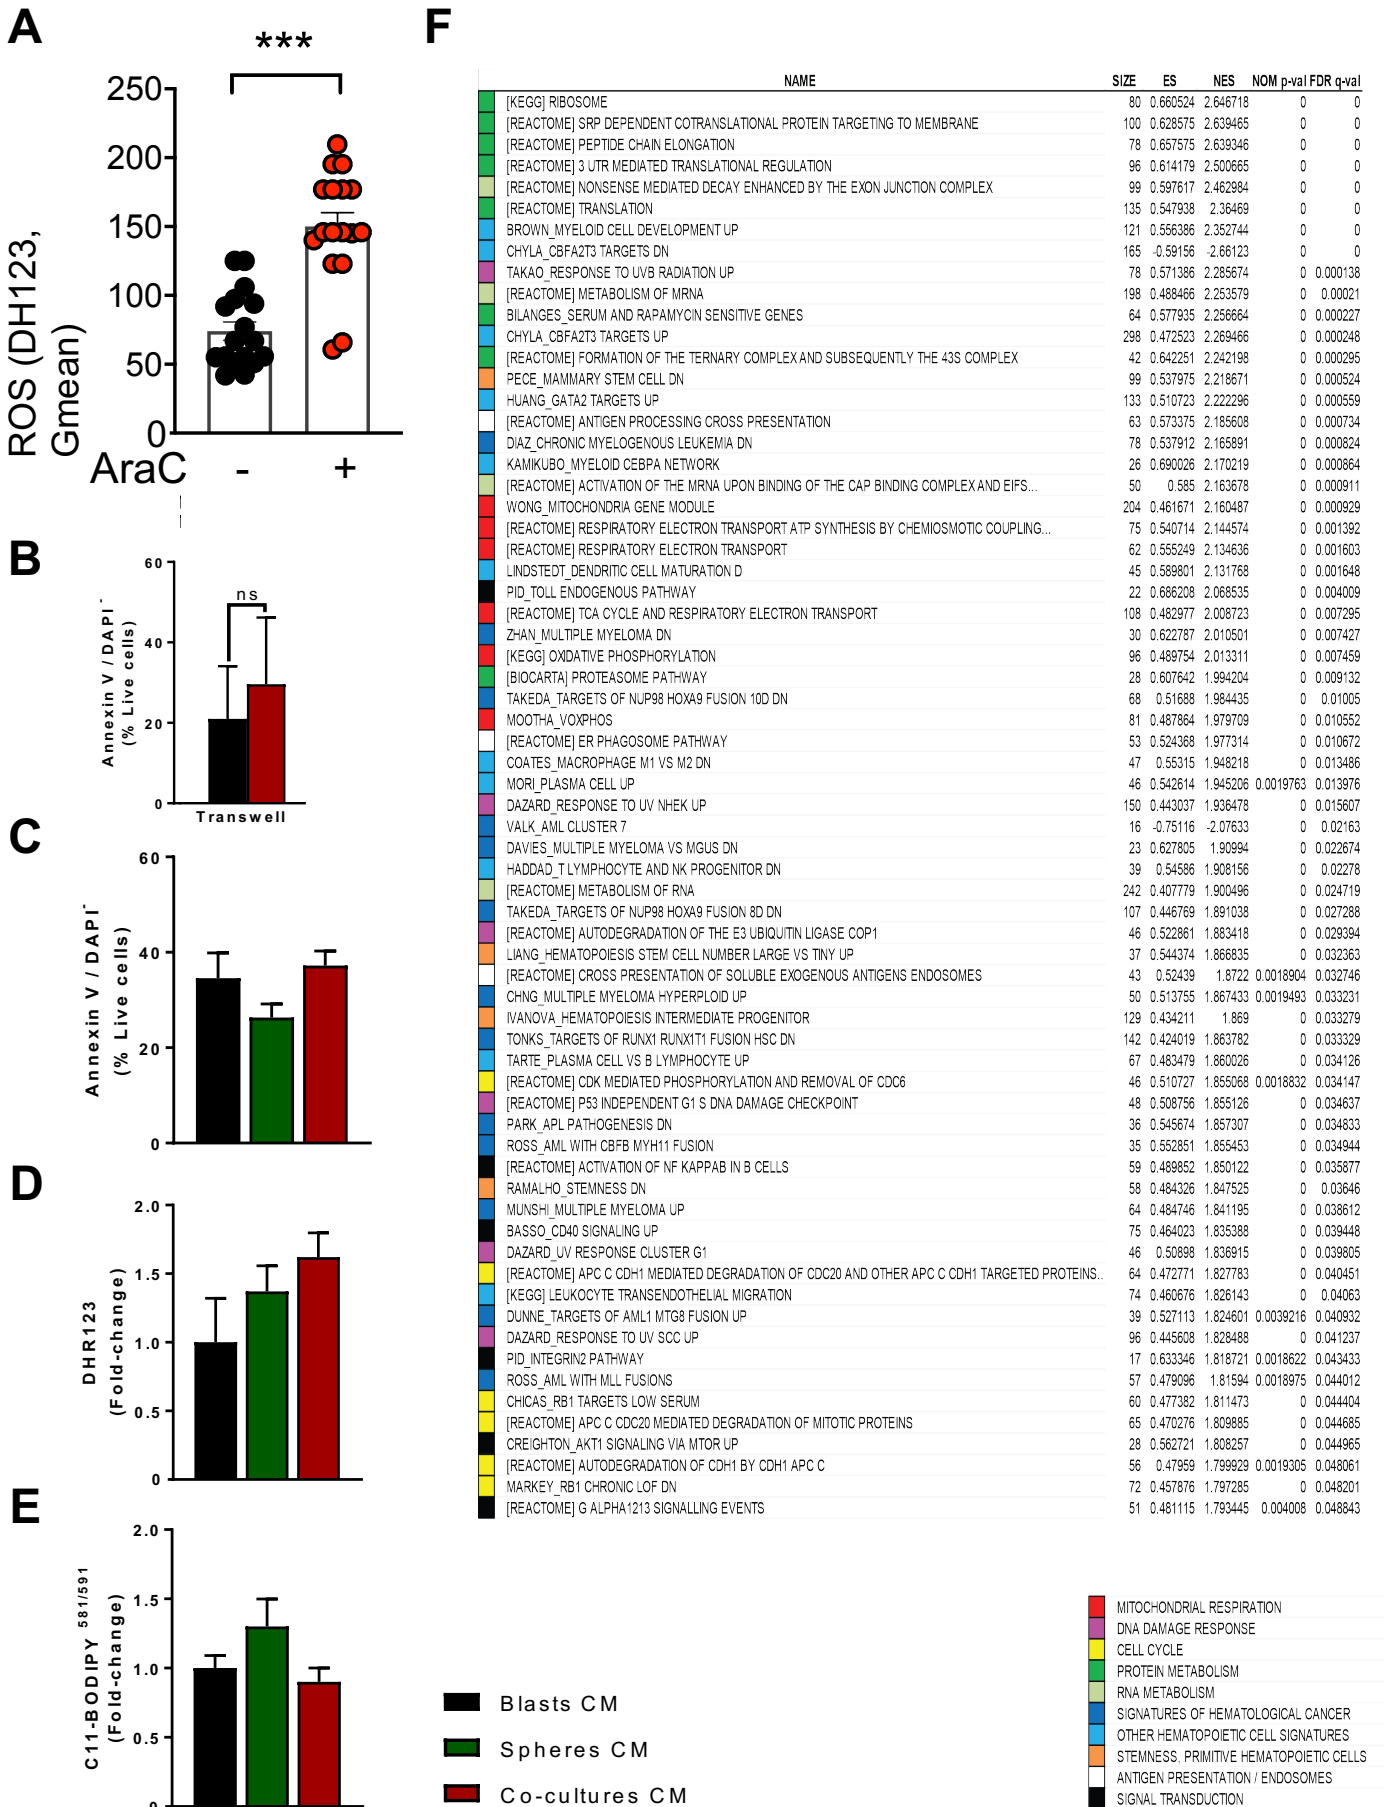 A
***
250
200
150
100
50
0
ROS (DH123,
Gmean)
AraC - +
B
60
40
20
0
ns
Annexin V / DAPI-
(% Live cells)
Transwell
C
60
40
20
0
Annexin V / DAPI-
(% Live cells)
D
2.0
1.5
1.0
0.5
0
DHR123
(Fold-change)
E
2.0
1.5
1.0
0.5
0
C11-BODIPY 581/591
(Fold-change)
Blasts CM
Spheres CM
Co-cultures CM
F
NAME SIZE ES NES NOM p-val FDR q-val
[KEGG] RIBOSOME 80 0.660524 2.646718 0 0
[REACTOME] SRP DEPENDENT COTRANSLATIONAL PROTEIN TARGETING TO MEMBRANE 100 0.628575 2.639465 0 0
[REACTOME] PEPTIDE CHAIN ELONGATION 78 0.657575 2.639346 0 0
[REACTOME] 3 UTR MEDIATED TRANSLATIONAL REGULATION 96 0.614179 2.500665 0 0
[REACTOME] NONSENSE MEDIATED DECAY ENHANCED BY THE EXON JUNCTION COMPLEX 99 0.597617 2.462984 0 0
[REACTOME] TRANSLATION 135 0.547938 2.36469 0 0
BROWN_MYELOID CELL DEVELOPMENT UP 121 0.556386 2.352744 0 0
CHYLA_CBFA2T3 TARGETS DN 165 -0.59156 -2.66123 0 0
TAKAO_RESPONSE TO UVB RADIATION UP 78 0.571386 2.285674 0 0.000138
[REACTOME] METABOLISM OF MRNA 198 0.488466 2.253579 0 0.00021
BILANGES_SERUM AND RAPAMYCIN SENSITIVE GENES 64 0.577935 2.256664 0 0.000227
CHYLA_CBFA2T3 TARGETS UP 298 0.472523 2.269466 0 0.000248
[REACTOME] FORMATION OF THE TERNARY COMPLEX AND SUBSEQUENTLY THE 43S COMPLEX 42 0.642251 2.242198 0 0.000295
PECE_MAMMARY STEM CELL DN 99 0.537975 2.218671 0 0.000524
HUANG_GATA2 TARGETS UP 133 0.510723 2.222296 0 0.000559
[REACTOME] ANTIGEN PROCESSING CROSS PRESENTATION 63 0.573375 2.185608 0 0.000734
DIAZ_CHRONIC MYELOGENOUS LEUKEMIA DN 78 0.537912 2.165891 0 0.000824
KAMIKUBO_MYELOID CEBPA NETWORK 26 0.690026 2.170219 0 0.000864
[REACTOME] ACTIVATION OF THE MRNA UPON BINDING OF THE CAP BINDING COMPLEX AND EIFS... 50 0.585 2.163678 0 0.000911
WONG_MITOCHONDRIA GENE MODULE 204 0.461671 2.160487 0 0.000929
[REACTOME] RESPIRATORY ELECTRON TRANSPORT ATP SYNTHESIS BY CHEMIOSMOTIC COUPLING... 75 0.540714 2.144574 0 0.001392
[REACTOME] RESPIRATORY ELECTRON TRANSPORT 62 0.555249 2.134636 0 0.001603
LINDSTEDT_DENDRITIC CELL MATURATION D 45 0.589801 2.131768 0 0.001648
PID_TOLL ENDOGENOUS PATHWAY 22 0.686208 2.068535 0 0.004009
[REACTOME] TCA CYCLE AND RESPIRATORY ELECTRON TRANSPORT 108 0.482977 2.008723 0 0.007295
ZHAN_MULTIPLE MYELOMA DN 30 0.622787 2.010501 0 0.007427
[KEGG] OXIDATIVE PHOSPHORYLATION 96 0.489754 2.013311 0 0.007459
[BIOCARTA] PROTEASOME PATHWAY 28 0.607642 1.994204 0 0.009132
TAKEDA_TARGETS OF NUP98 HOXA9 FUSION 10D DN 68 0.51688 1.984435 0 0.01005
MOOTHA_VOXPHOS 81 0.487864 1.979709 0 0.010552
[REACTOME] ER PHAGOSOME PATHWAY 53 0.524368 1.977314 0 0.010672
COATES_MACROPHAGE M1 VS M2 DN 47 0.55315 1.948218 0 0.013486
MORI_PLASMA CELL UP 46 0.542614 1.945206 0.0019763 0.013976
DAZARD_RESPONSE TO UV NHEK UP 150 0.443037 1.936478 0 0.015607
VALK_AML CLUSTER 7 16 -0.75116 -2.07633 0 0.02163
DAVIES_MULTIPLE MYELOMA VS MGUS DN 23 0.627805 1.90994 0 0.022674
HADDAD_T LYMPHOCYTE AND NK PROGENITOR DN 39 0.54586 1.908156 0 0.02278
[REACTOME] METABOLISM OF RNA 242 0.407779 1.900496 0 0.024719
TAKEDA_TARGETS OF NUP98 HOXA9 FUSION 8D DN 107 0.446769 1.891038 0 0.027288
[REACTOME] AUTODEGRADATION OF THE E3 UBIQUITIN LIGASE COP1 46 0.522861 1.883418 0 0.029394
LIANG_HEMATOPOIESIS STEM CELL NUMBER LARGE VS TINY UP 37 0.544374 1.866835 0 0.032363
[REACTOME] CROSS PRESENTATION OF SOLUBLE EXOGENOUS ANTIGENS ENDOSOMES 43 0.52439 1.8722 0.0018904 0.032746
CHNG_MULTIPLE MYELOMA HYPERPLOID UP 50 0.513755 1.867433 0.0019493 0.033231
IVANOVA_HEMATOPOIESIS INTERMEDIATE PROGENITOR 129 0.434211 1.869 0 0.033279
TONKS_TARGETS OF RUNX1 RUNX1T1 FUSION HSC DN 142 0.424019 1.863782 0 0.033329
TARTE_PLASMA CELL VS B LYMPHOCYTE UP 67 0.483479 1.860026 0 0.034126
[REACTOME] CDK MEDIATED PHOSPHORYLATION AND REMOVAL OF CDC6 46 0.510727 1.855068 0.0018832 0.034147
[REACTOME] P53 INDEPENDENT G1 S DNA DAMAGE CHECKPOINT 48 0.508756 1.855126 0 0.034637
PARK_APL PATHOGENESIS DN 36 0.545674 1.857307 0 0.034833
ROSS_AML WITH CBFB MYH11 FUSION 35 0.552851 1.855453 0 0.034944
[REACTOME] ACTIVATION OF NF KAPPAB IN B CELLS 59 0.489852 1.850122 0 0.035877
RAMALHO_STEMNESS DN 58 0.484326 1.847525 0 0.03646
MUNSHI_MULTIPLE MYELOMA UP 64 0.484746 1.841195 0 0.038612
BASSO_CD40 SIGNALING UP 75 0.464023 1.835388 0 0.039448
DAZARD_UV RESPONSE CLUSTER G1 46 0.50898 1.836915 0 0.039805
[REACTOME] APC C CDH1 MEDIATED DEGRADATION OF CDC20 AND OTHER APC C CDH1 TARGETED PROTEINS.. 64 0.472771 1.827783 0 0.040451
[KEGG] LEUKOCYTE TRANSENDOTHELIAL MIGRATION 74 0.460676 1.826143 0 0.04063
DUNNE_TARGETS OF AML1 MTG8 FUSION UP 39 0.527113 1.824601 0.0039216 0.040932
DAZARD_RESPONSE TO UV SCC UP 96 0.445608 1.828488 0 0.041237
PID_INTEGRIN2 PATHWAY 17 0.633346 1.818721 0.0018622 0.043433
ROSS_AML WITH MLL FUSIONS 57 0.479096 1.81594 0.0018975 0.044012
CHICAS_RB1 TARGETS LOW SERUM 60 0.477382 1.811473 0 0.044404
[REACTOME] APC C CDC20 MEDIATED DEGRADATION OF MITOTIC PROTEINS 65 0.470276 1.809885 0 0.044685
CREIGHTON_AKT1 SIGNALING VIA MTOR UP 28 0.562721 1.808257 0 0.044965
[REACTOME] AUTODEGRADATION OF CDH1 BY CDH1 APC C 56 0.47959 1.799929 0.0019305 0.048061
MARKEY_RB1 CHRONIC LOF DN 72 0.457876 1.797285 0 0.048201
[REACTOME] G ALPHA1213 SIGNALLING EVENTS 51 0.481115 1.793445 0.004008 0.048843
MITOCHONDRIAL RESPIRATION
DNA DAMAGE RESPONSE
CELL CYCLE
PROTEIN METABOLISM
RNA METABOLISM
SIGNATURES OF HEMATOLOGICAL CANCER
OTHER HEMATOPOIETIC CELL SIGNATURES
STEMNESS, PRIMITIVE HEMATOPOIETIC CELLS
ANTIGEN PRESENTATION / ENDOSOMES
SIGNAL TRANSDUCTION